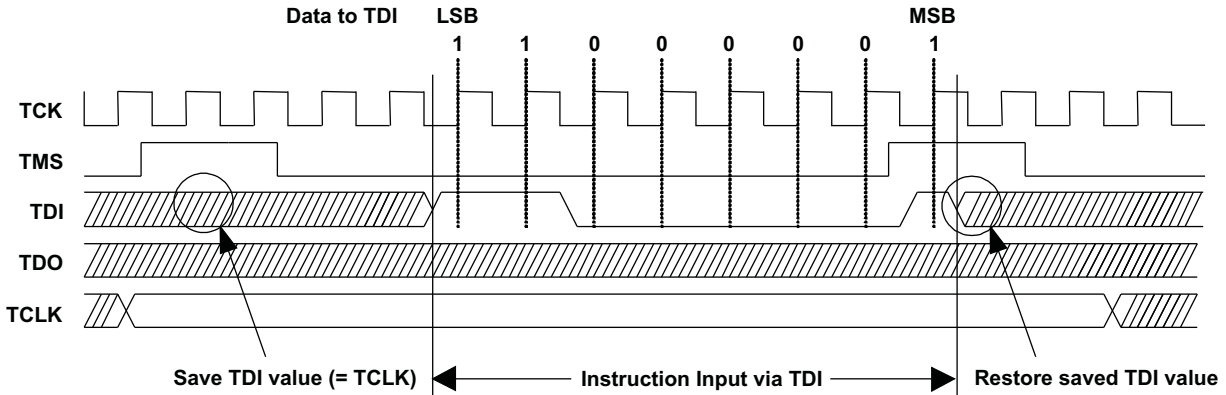 Data to TDI LSB MSB
1 1 0 0 0 0 0 1
TCK
TMS
TDI
TDO
TCLK
Save TDI value (= TCLK) Instruction Input via TDI Restore saved TDI value